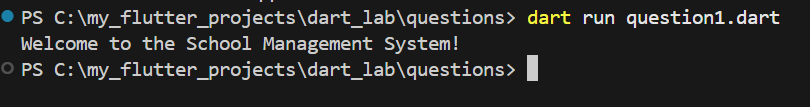 PS C:\my_flutter_projects\dart_lab\questions> dart run question1.dart
Welcome to the School Management System!
PS C:\my_flutter_projects\dart_lab\questions>